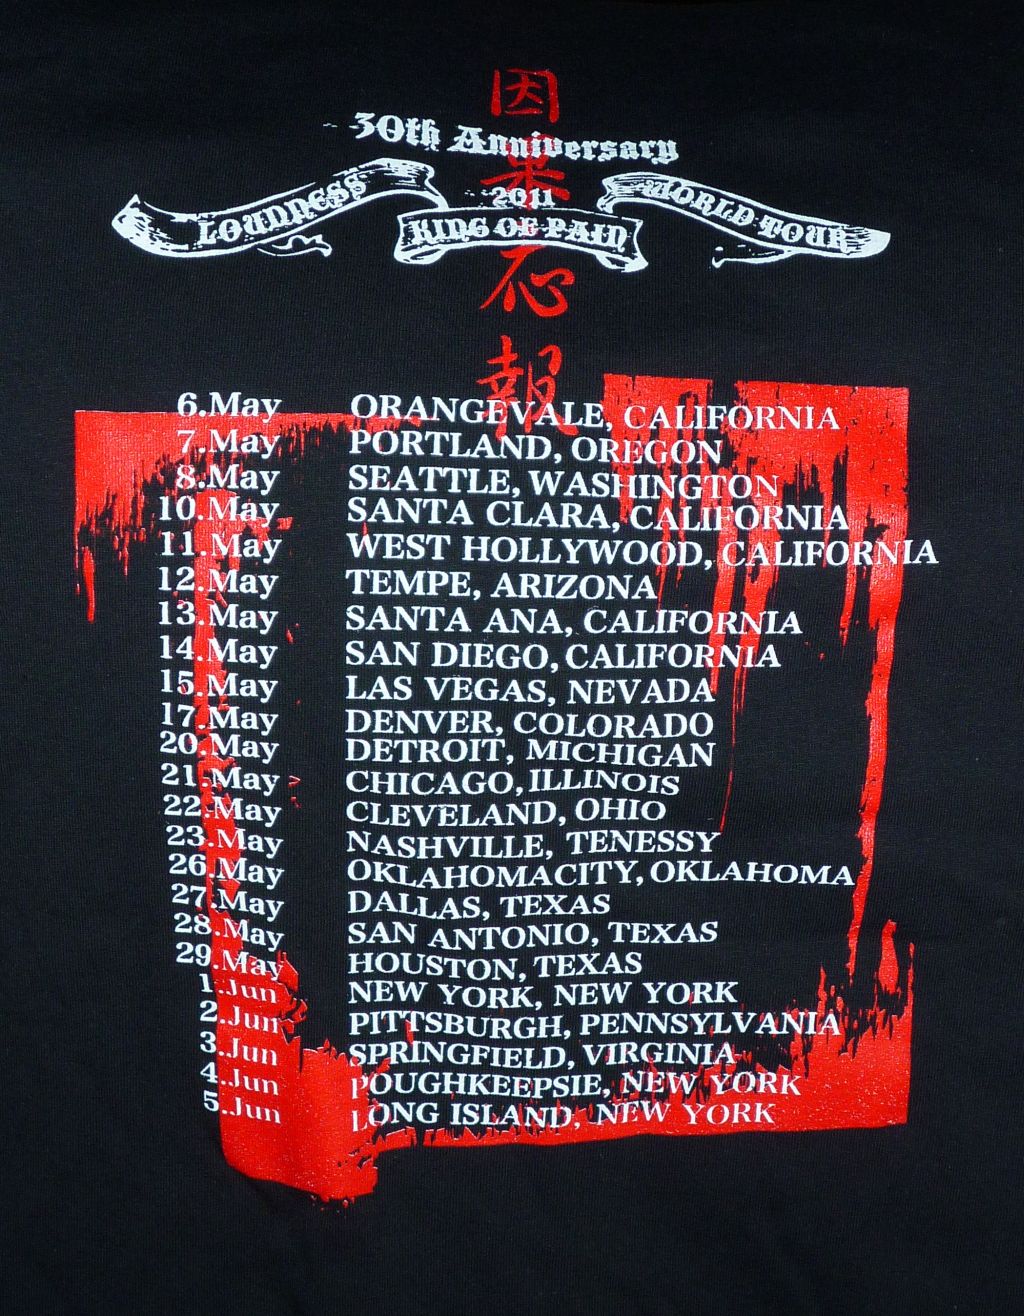 因果応報
30th Anniversary
LOUDNESS
2011
KING OF PAIN
WORLD TOUR
6.May ORANGEVALE, CALIFORNIA
7.May PORTLAND, OREGON
8.May SEATTLE, WASHINGTON
10.May SANTA CLARA, CALIFORNIA
11.May WEST HOLLYWOOD, CALIFORNIA
12.May TEMPE, ARIZONA
13.May SANTA ANA, CALIFORNIA
14.May SAN DIEGO, CALIFORNIA
15.May LAS VEGAS, NEVADA
17.May DENVER, COLORADO
20.May DETROIT, MICHIGAN
21.May CHICAGO, ILLINOIS
22.May CLEVELAND, OHIO
23.May NASHVILLE, TENESSY
26.May OKLAHOMACITY, OKLAHOMA
27.May DALLAS, TEXAS
28.May SAN ANTONIO, TEXAS
29.May HOUSTON, TEXAS
1.Jun NEW YORK, NEW YORK
2.Jun PITTSBURGH, PENNSYLVANIA
3.Jun SPRINGFIELD, VIRGINIA
4.Jun POUGHKEEPSIE, NEW YORK
5.Jun LONG ISLAND, NEW YORK